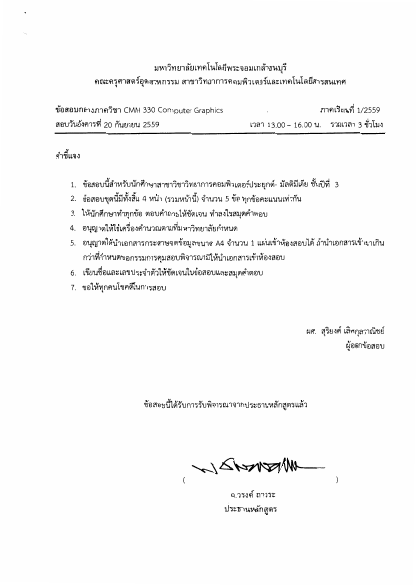 มหาวิทยาลัยเทคโนโลยีพระจอมเกล้าธนบุรี
คณะครุศาสตร์อุตสาหกรรม สาขาวิทยาการคอมพิวเตอร์และเทคโนโลยีสารสนเทศ
ข้อสอบกลางภาควิชา CMM 330 Computer Graphics ภาคเรียนที่ 1/2559
สอบวันอังคารที่ 20 กันยายน 2559 เวลา 13.00 – 16.00 น. รวมเวลา 3 ชั่วโมง
คำชี้แจง
1. ข้อสอบนี้สำหรับนักศึกษาสาขาวิชาวิทยาการคอมพิวเตอร์ประยุกต์- มัลติมีเดีย ชั้นปีที่ 3
2. ข้อสอบชุดนี้มีทั้งสิ้น 4 หน้า (รวมหน้านี้) จำนวน 5 ข้อ ทุกข้อคะแนนเท่ากัน
3. ให้นักศึกษาทำทุกข้อ ตอบคำถามให้ชัดเจน ทำลงในสมุดคำตอบ
4. อนุญาตให้ใช้เครื่องคำนวณตามที่มหาวิทยาลัยกำหนด
5. อนุญาตให้นำเอกสารกระดาษจดข้อมูลขนาด A4 จำนวน 1 แผ่นเข้าห้องสอบได้ ถ้านำเอกสารเข้ามาเกิน
กว่าที่กำหนดขอกรรมการคุมสอบพิจารณามิให้นำเอกสารเข้าห้องสอบ
6. เขียนชื่อและเลขประจำตัวให้ชัดเจนในข้อสอบและสมุดคำตอบ
7. ขอให้ทุกคนโชคดีในการสอบ
ผศ. สุริยงค์ เลิศกุลวาณิชย์
ผู้ออกข้อสอบ
ข้อสอบนี้ได้รับการรับพิจารณาจากประธานหลักสูตรแล้ว
( )
ถาวระ
ประธานหลักสูตร